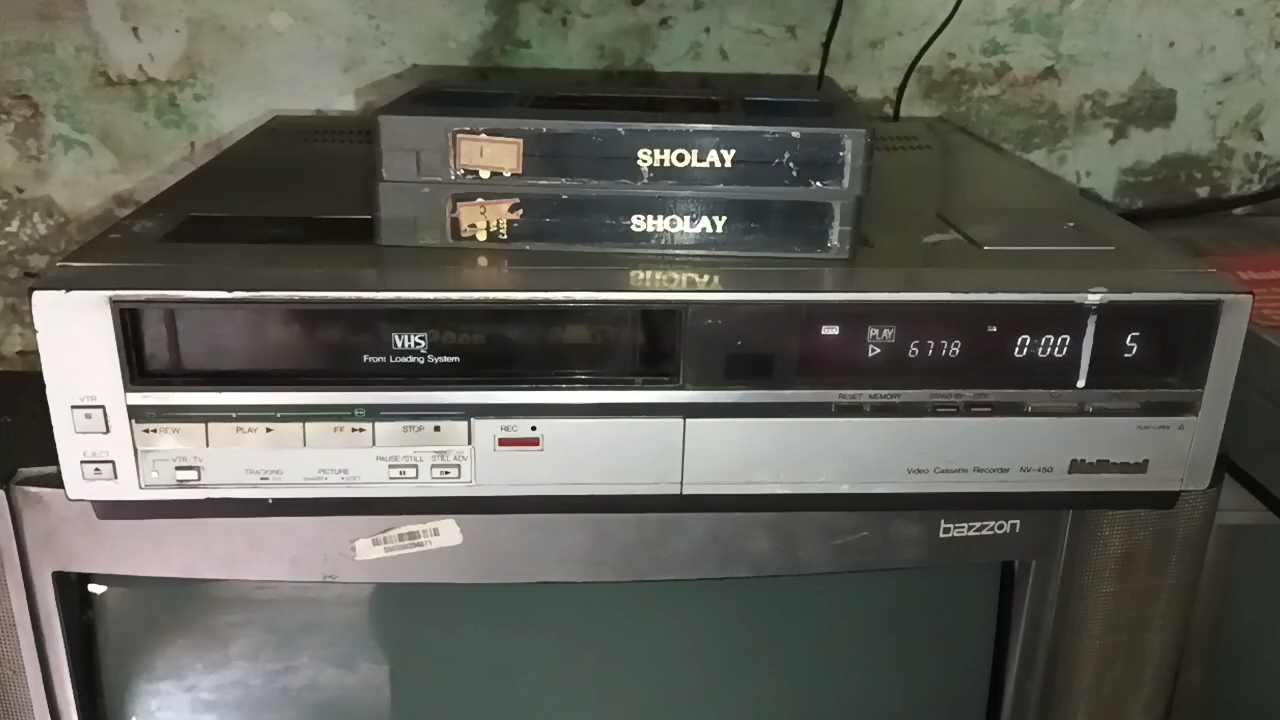 1 SHOLAY
SHOLAY
VHS
Front Loading System
PLAY
6778
0:00
5
RESET MEMORY
VTR
◀◀ REW
PLAY ▶
FF ▶▶
STOP ■
REC ●
EJECT
VTR/TV
TRACKING
PICTURE
PAUSE/STILL
STILL ADV
Video Cassette Recorder NV-450
National
bazzon